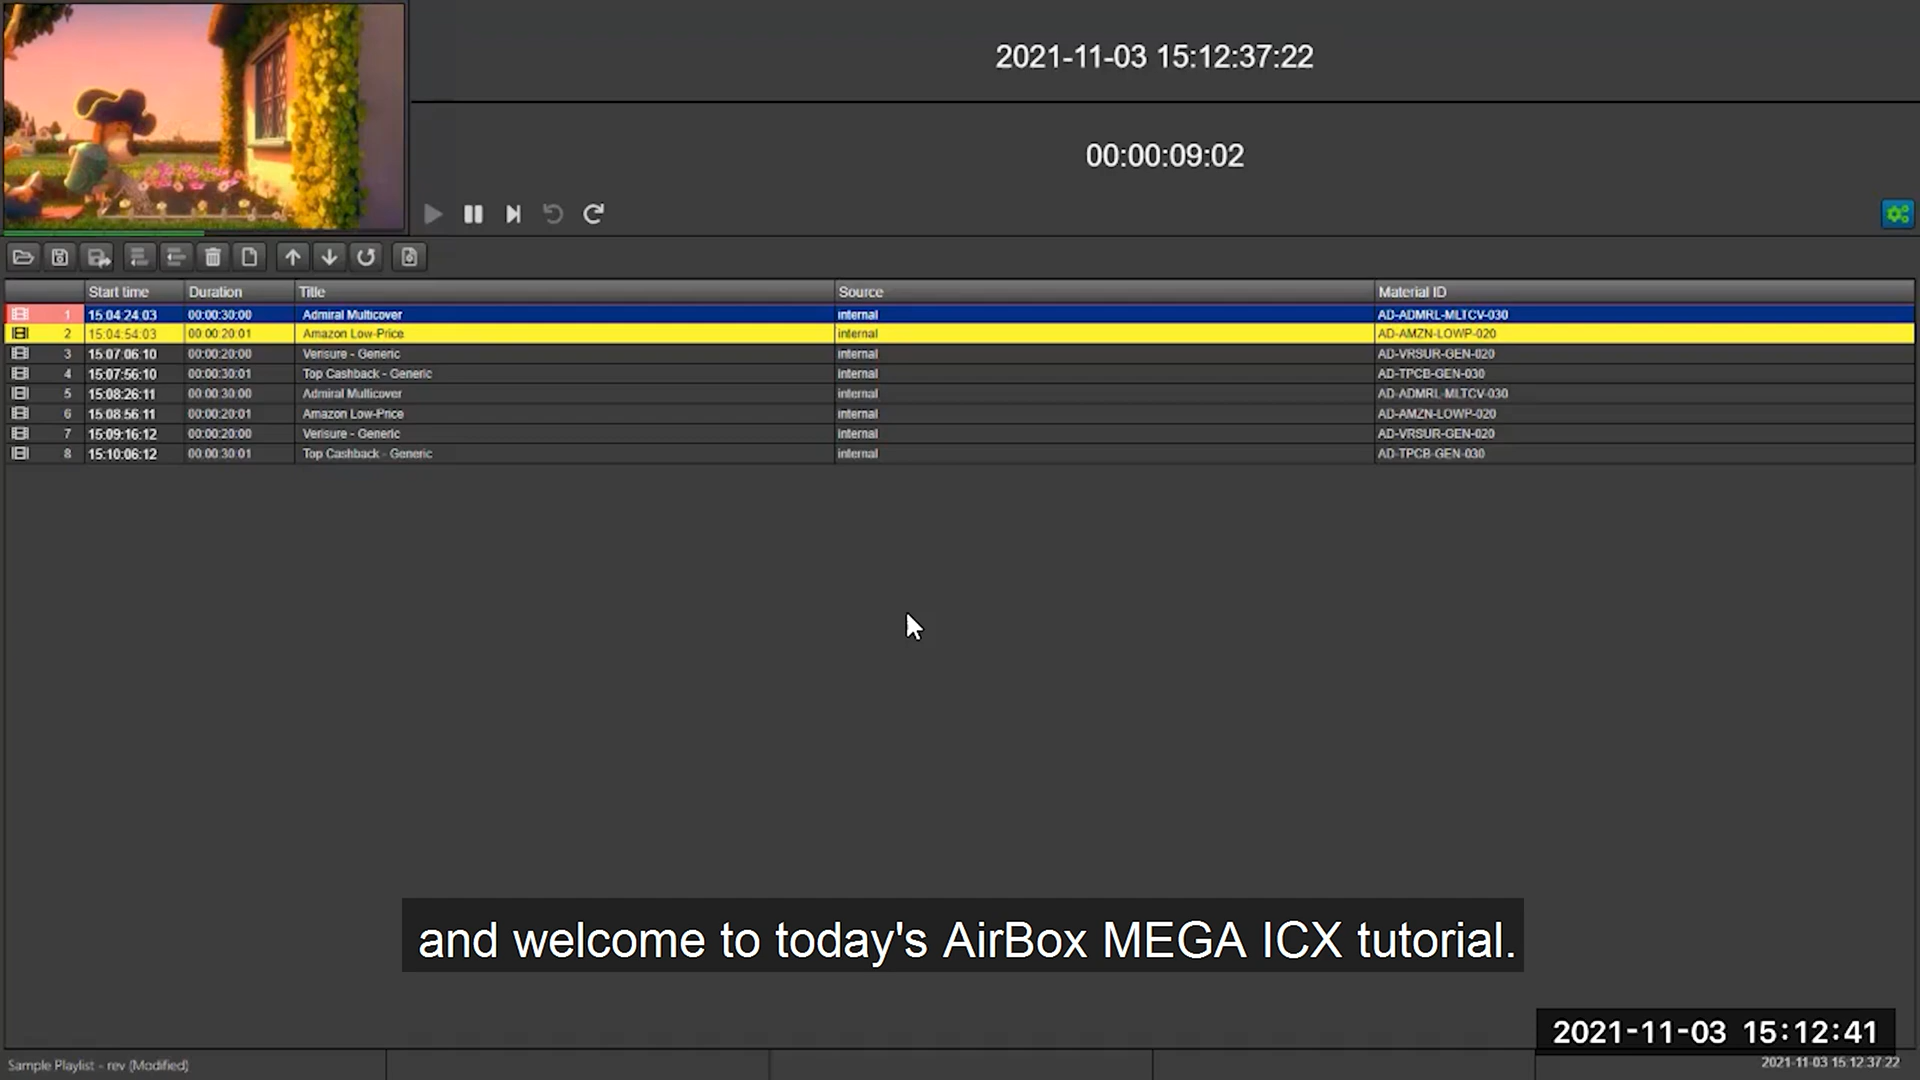 2021-11-03 15:12:37:22
00:00:09:02
Start time Duration Title Source Material ID
1 15:04:24:03 00:00:30:00 Admiral Multicover internal AD-ADMRL-MLTCV-030
2 15:04:54:03 00:00:20:01 Amazon Low-Price internal AD-AMZN-LOWP-020
3 15:07:06:10 00:00:20:00 Verisure - Generic internal AD-VRSUR-GEN-020
4 15:07:56:10 00:00:30:01 Top Cashback - Generic internal AD-TPCB-GEN-030
5 15:08:26:11 00:00:30:00 Admiral Multicover internal AD-ADMRL-MLTCV-030
6 15:08:56:11 00:00:20:01 Amazon Low-Price internal AD-AMZN-LOWP-020
7 15:09:16:12 00:00:20:00 Verisure - Generic internal AD-VRSUR-GEN-020
8 15:10:06:12 00:00:30:01 Top Cashback - Generic internal AD-TPCB-GEN-030
and welcome to today's AirBox MEGA ICX tutorial.
2021-11-03 15:12:41
Sample Playlist - rev (Modified)
2021-11-03 15:12:37:22